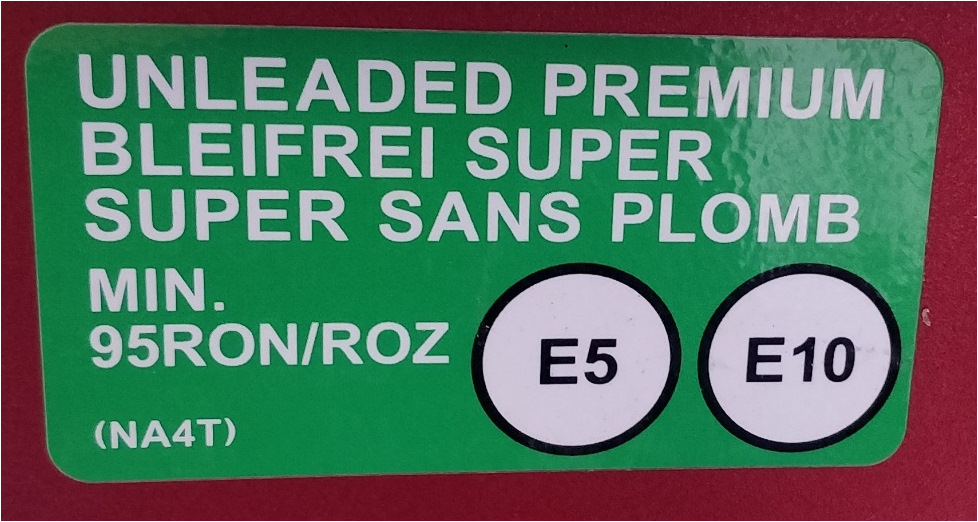 UNLEADED PREMIUM
BLEIFREI SUPER
SUPER SANS PLOMB
MIN.
95RON/ROZ
E5 E10
(NA4T)